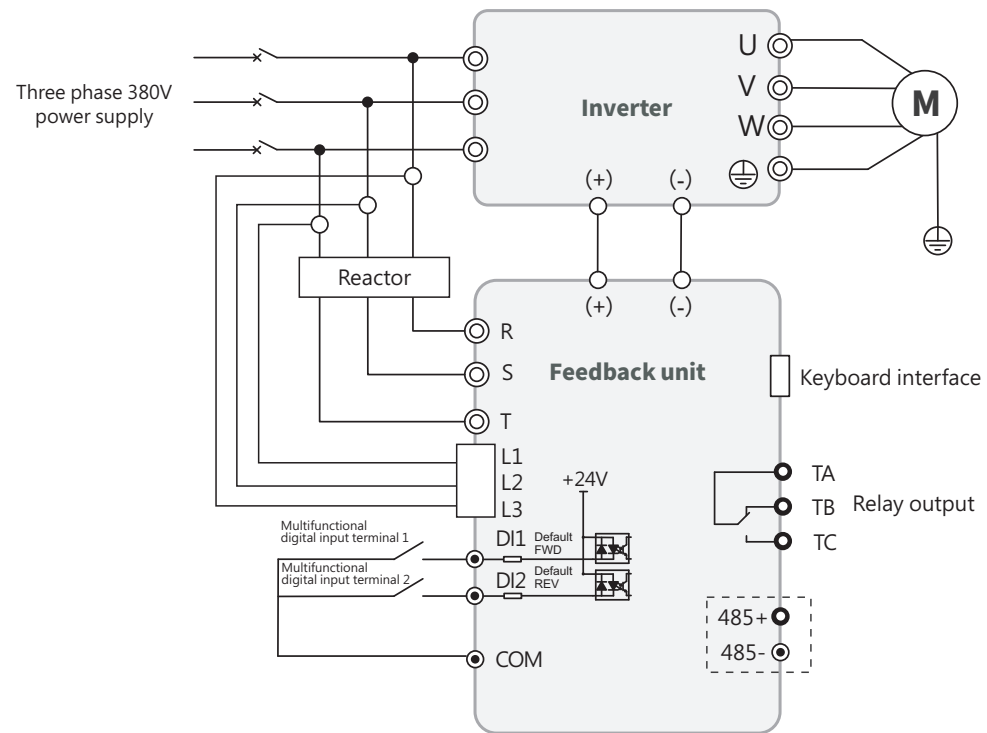 Three phase 380V
power supply
Inverter
U
V
W
M
(+) (-)
(+) (-)
Reactor
R
S
T
Feedback unit
Keyboard interface
L1
L2
L3
+24V
TA
TB
TC
Relay output
Multifunctional
digital input terminal 1
DI1
Default
FWD
Multifunctional
digital input terminal 2
DI2
Default
REV
COM
485+
485-